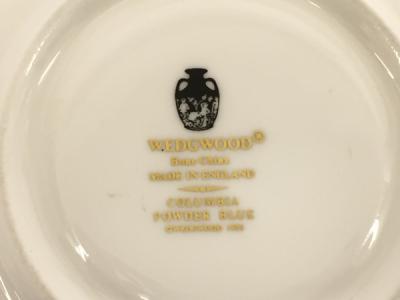 WEDGWOOD®
Bone China
MADE IN ENGLAND
COLUMBIA
POWDER BLUE